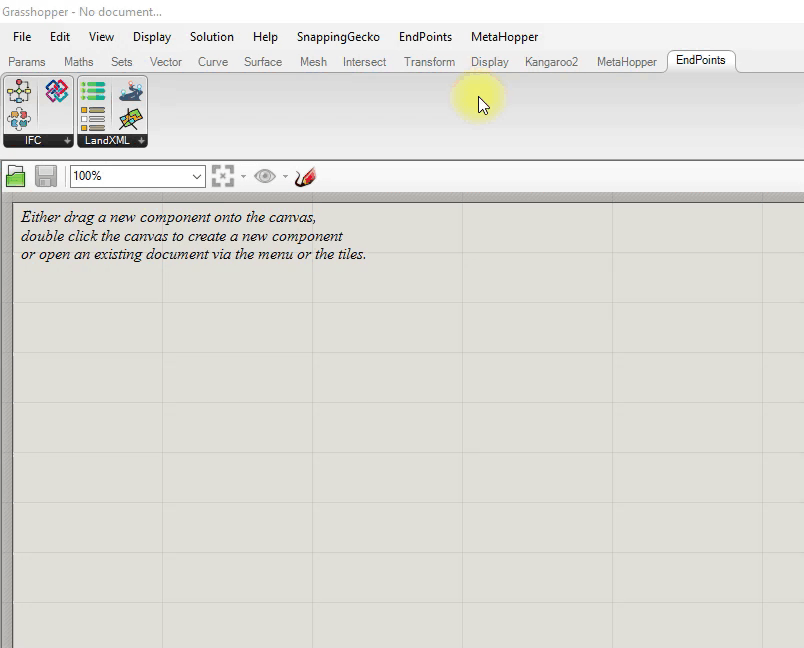 Grasshopper - No document...
File Edit View Display Solution Help SnappingGecko EndPoints MetaHopper
Params Maths Sets Vector Curve Surface Mesh Intersect Transform Display Kangaroo2 MetaHopper EndPoints
IFC LandXML
100%
Either drag a new component onto the canvas,
double click the canvas to create a new component
or open an existing document via the menu or the tiles.